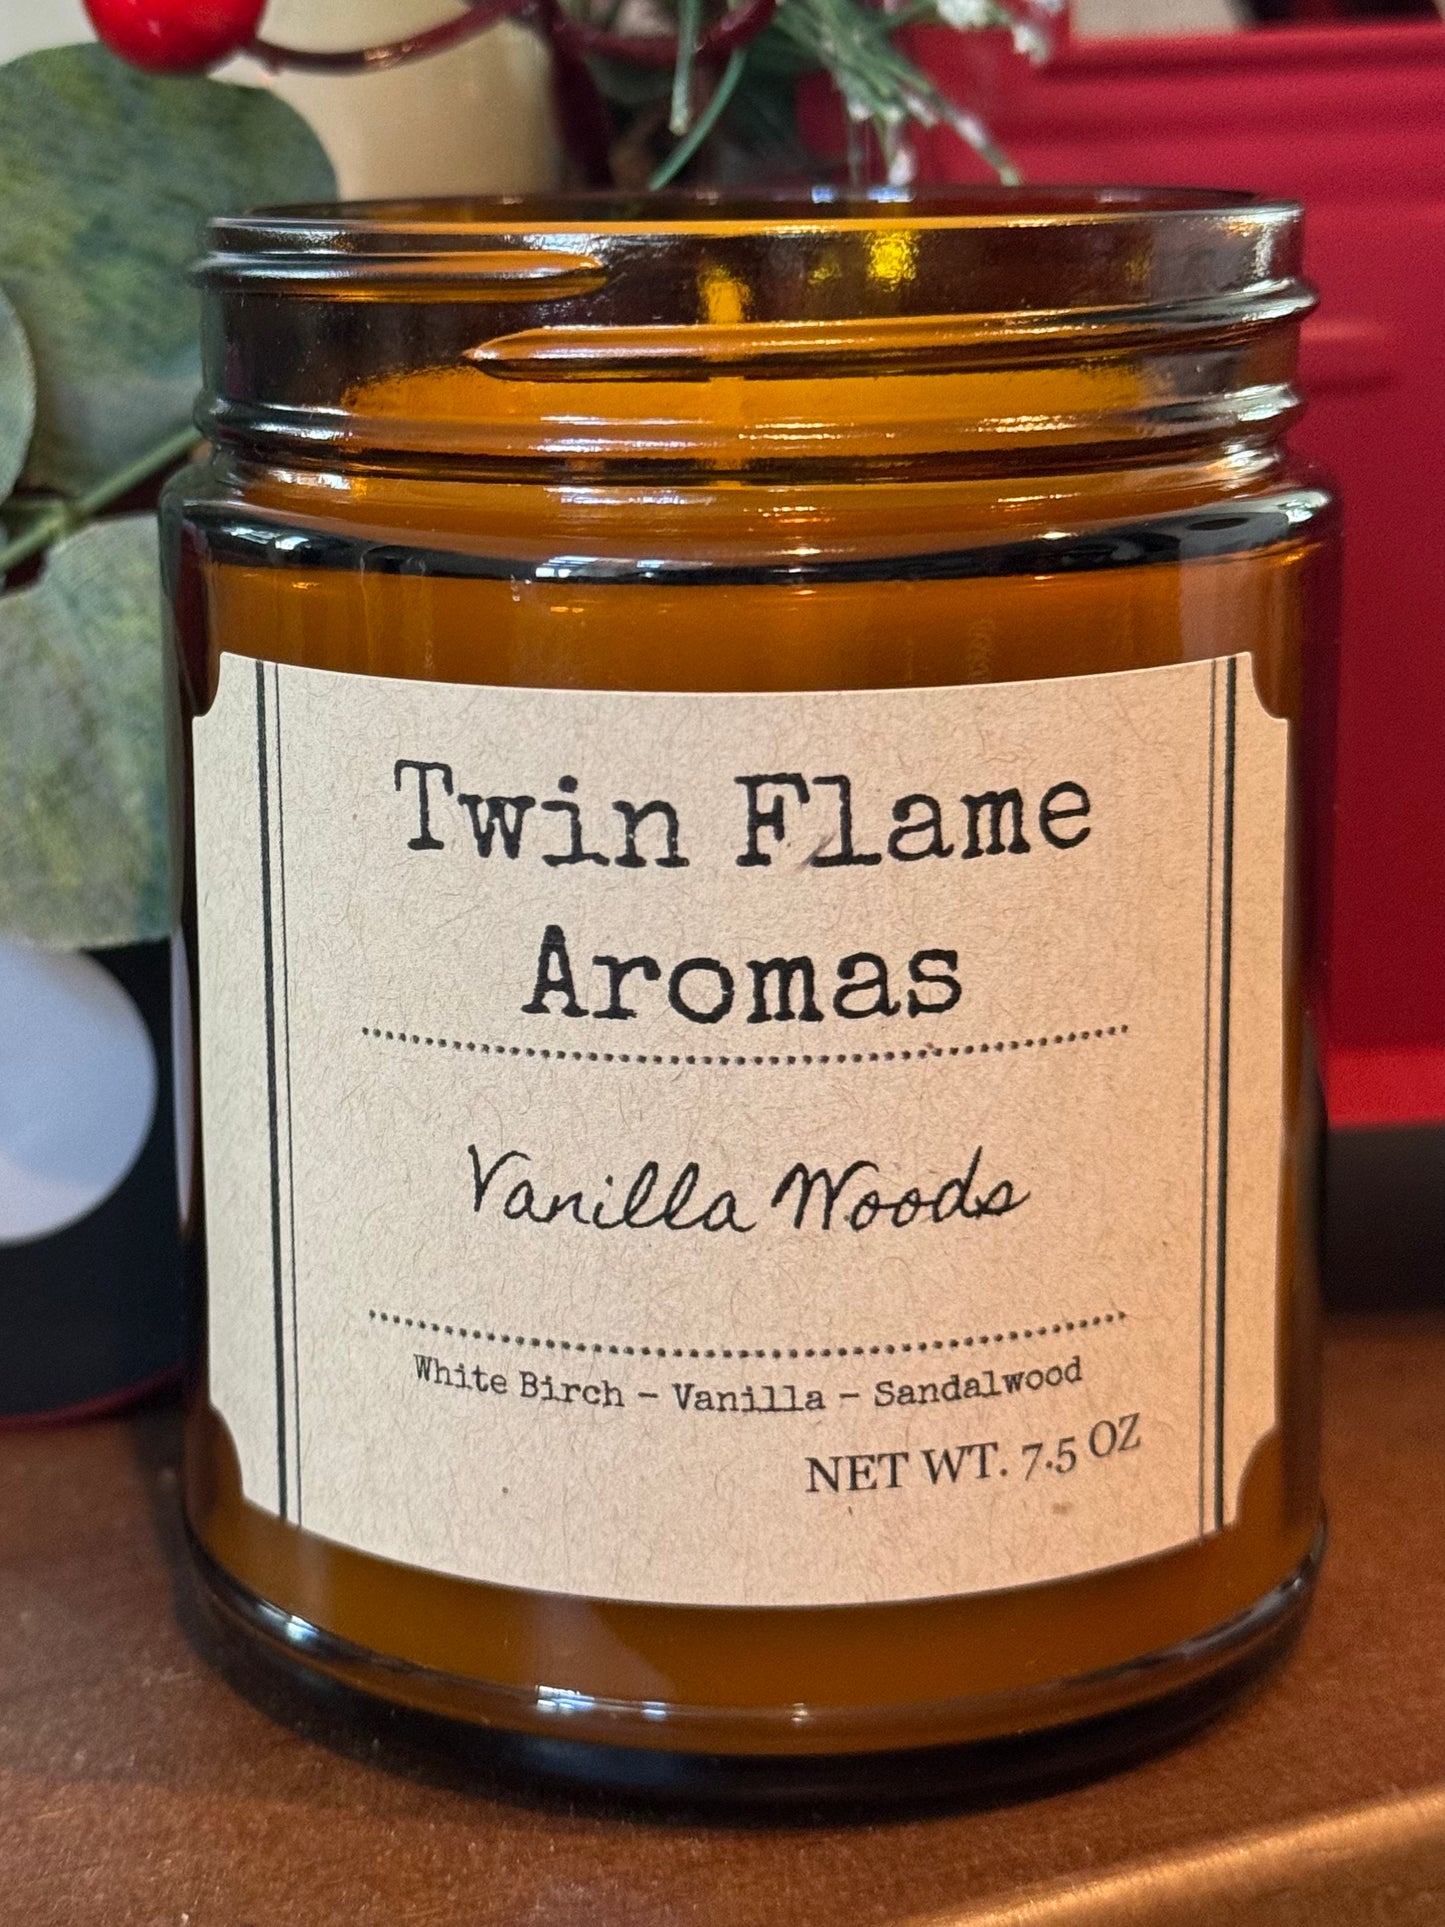 Twin Flame
Aromas
Vanilla Woods
White Birch - Vanilla - Sandalwood
NET WT. 7.5 OZ